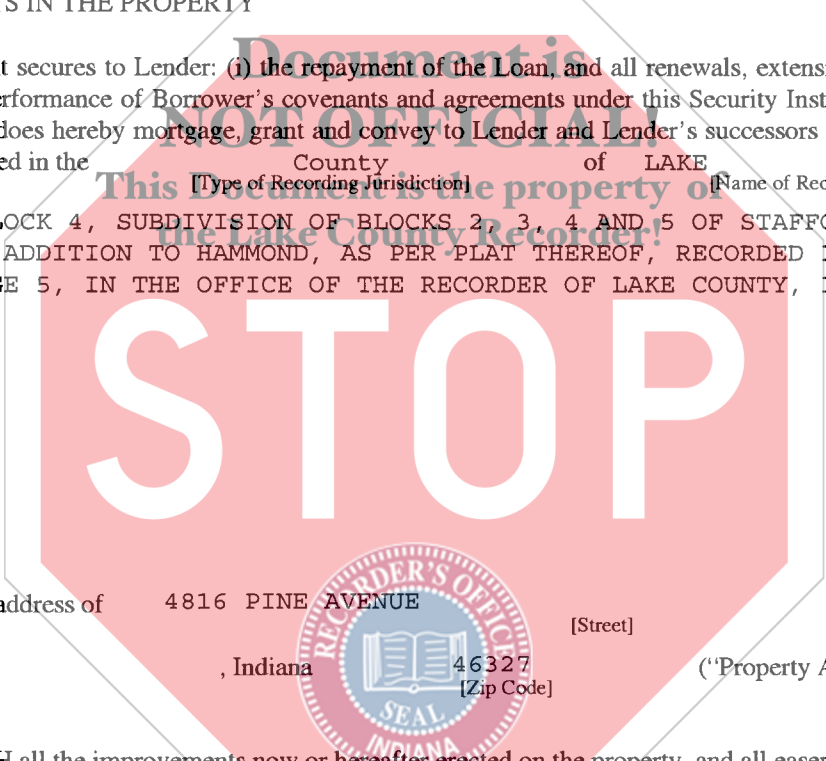 S IN THE PROPERTY
Document is
t secures to Lender: (i) the repayment of the Loan, and all renewals, extensi
erformance of Borrower's covenants and agreements under this Security Inst
NOT OFFICIAL!
does hereby mortgage, grant and convey to Lender and Lender's successors
ed in the County of LAKE
This Document is the property of
[Type of Recording Jurisdiction] [Name of Rec
LOCK 4, SUBDIVISION OF BLOCKS 2, 3, 4 AND 5 OF STAFFO
the Lake County Recorder!
ADDITION TO HAMMOND, AS PER PLAT THEREOF, RECORDED I
GE 5, IN THE OFFICE OF THE RECORDER OF LAKE COUNTY, I
STOP
address of 4816 PINE AVENUE
[Street]
RECORDER'S OFFICE
, Indiana 46327 ("Property A
[Zip Code]
SEAL
INDIANA
H all the improvements now or hereafter erected on the property, and all easem